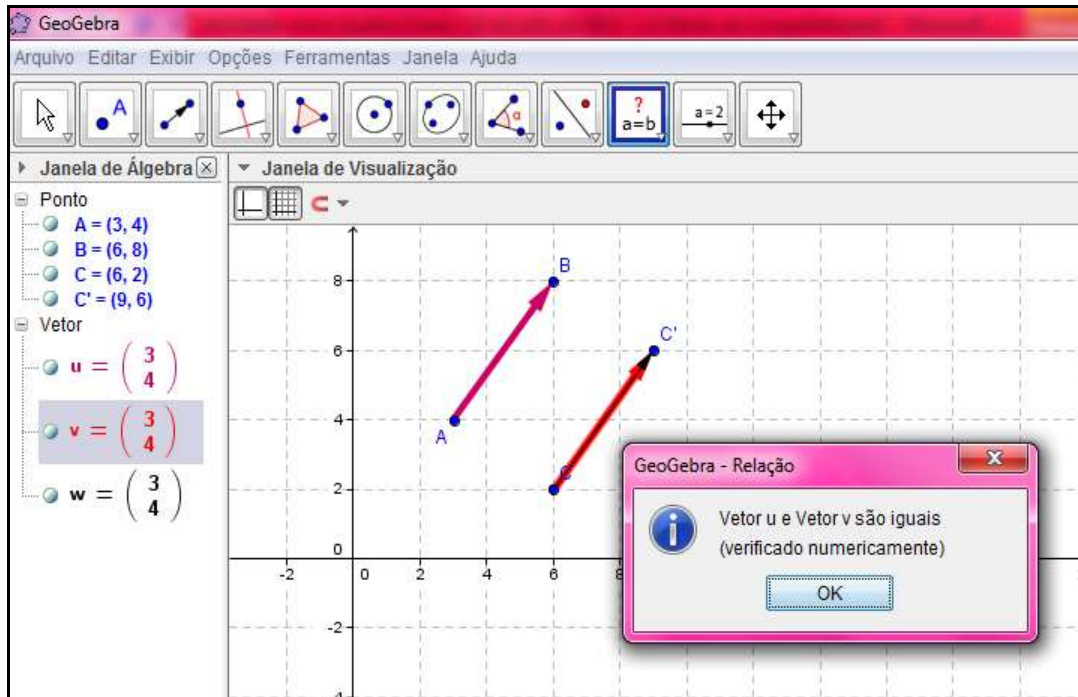 GeoGebra
Arquivo Editar Exibir Opções Ferramentas Janela Ajuda
A α ? a=b a=2
Janela de Álgebra
Janela de Visualização
Ponto
A = (3, 4)
B = (6, 8)
C = (6, 2)
C' = (9, 6)
Vetor
u = ( 3 4 )
v = ( 3 4 )
w = ( 3 4 )
B
8
C'
6
4
A
C
2
0
-2 0 2 4 6 8
-2
-4
GeoGebra - Relação
Vetor u e Vetor v são iguais
(verificado numericamente)
OK